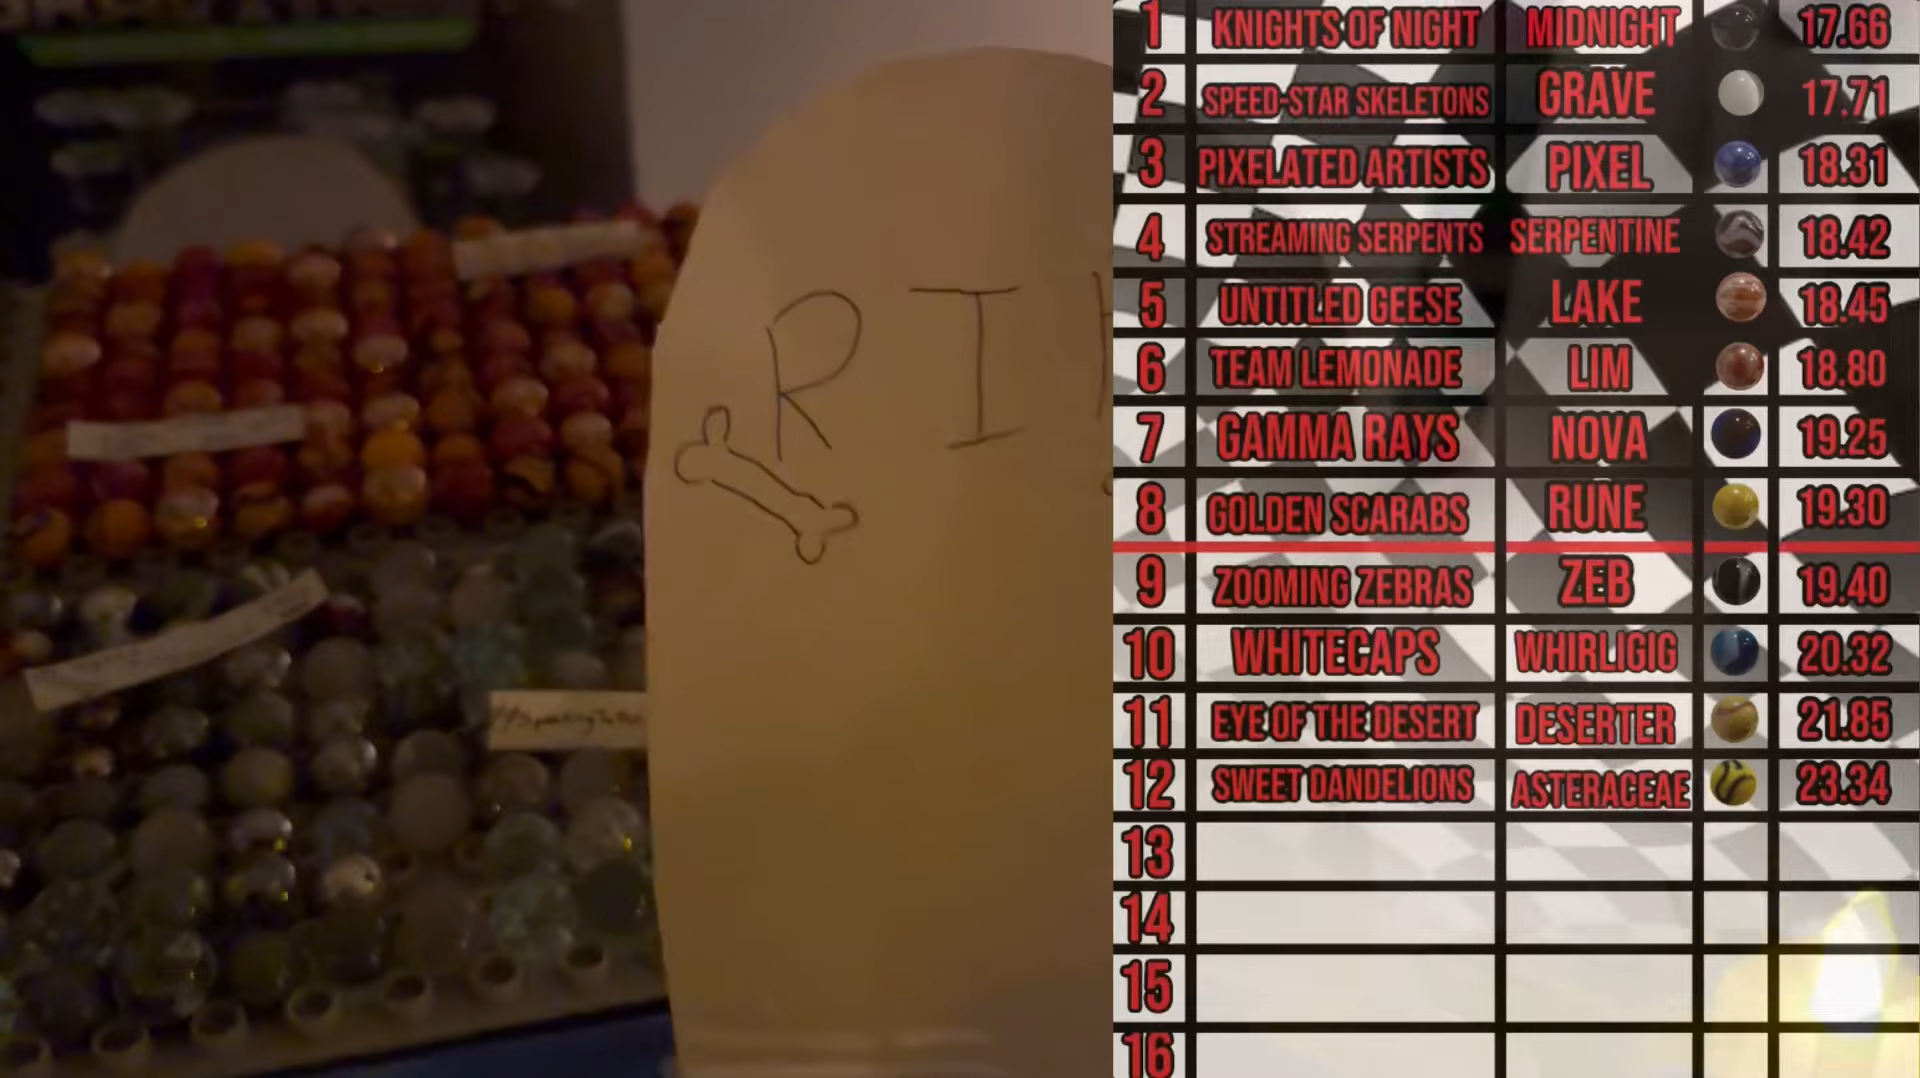 RI
1 KNIGHTS OF NIGHT MIDNIGHT 17.66
2 SPEED-STAR SKELETONS GRAVE 17.71
3 PIXELATED ARTISTS PIXEL 18.31
4 STREAMING SERPENTS SERPENTINE 18.42
5 UNTITLED GEESE LAKE 18.45
6 TEAM LEMONADE LIM 18.80
7 GAMMA RAYS NOVA 19.25
8 GOLDEN SCARABS RUNE 19.30
9 ZOOMING ZEBRAS ZEB 19.40
10 WHITECAPS WHIRLIGIG 20.32
11 EYE OF THE DESERT DESERTER 21.85
12 SWEET DANDELIONS ASTERACEAE 23.34
13
14
15
16